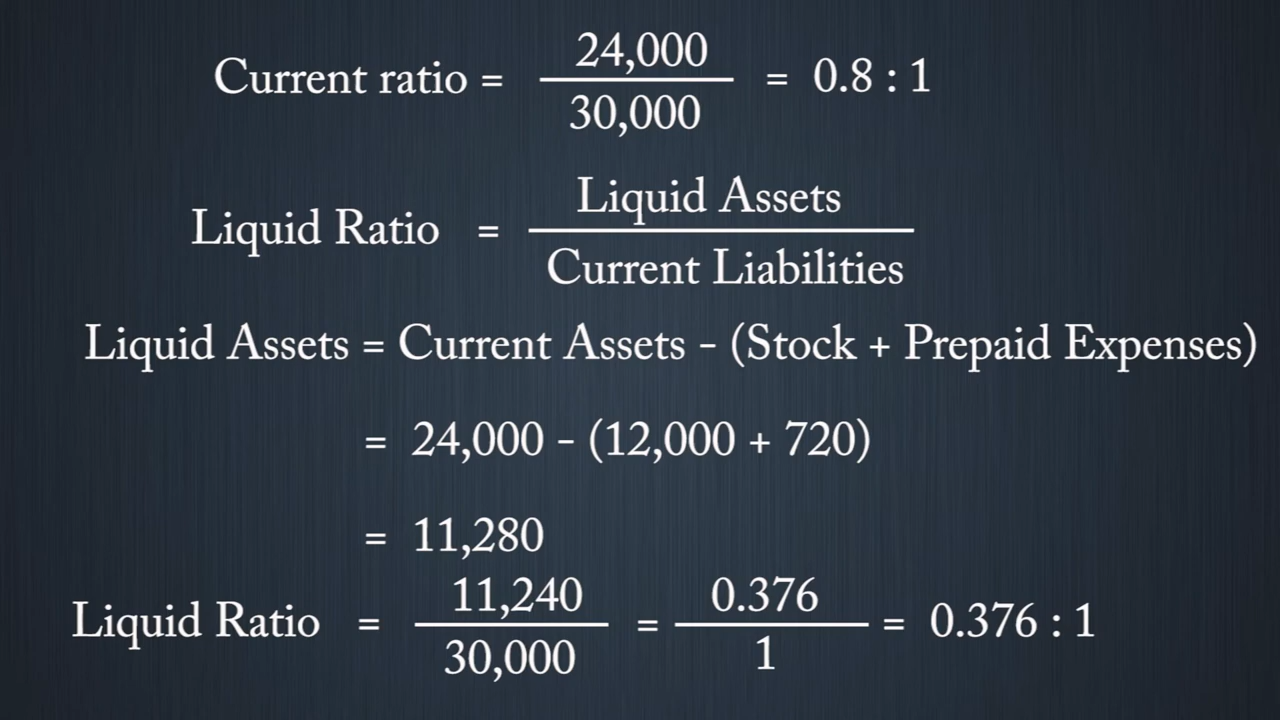 Current ratio = 24,000 / 30,000 = 0.8 : 1
Liquid Ratio = Liquid Assets / Current Liabilities
Liquid Assets = Current Assets - (Stock + Prepaid Expenses)
= 24,000 - (12,000 + 720)
= 11,280
Liquid Ratio = 11,240 / 30,000 = 0.376 / 1 = 0.376 : 1